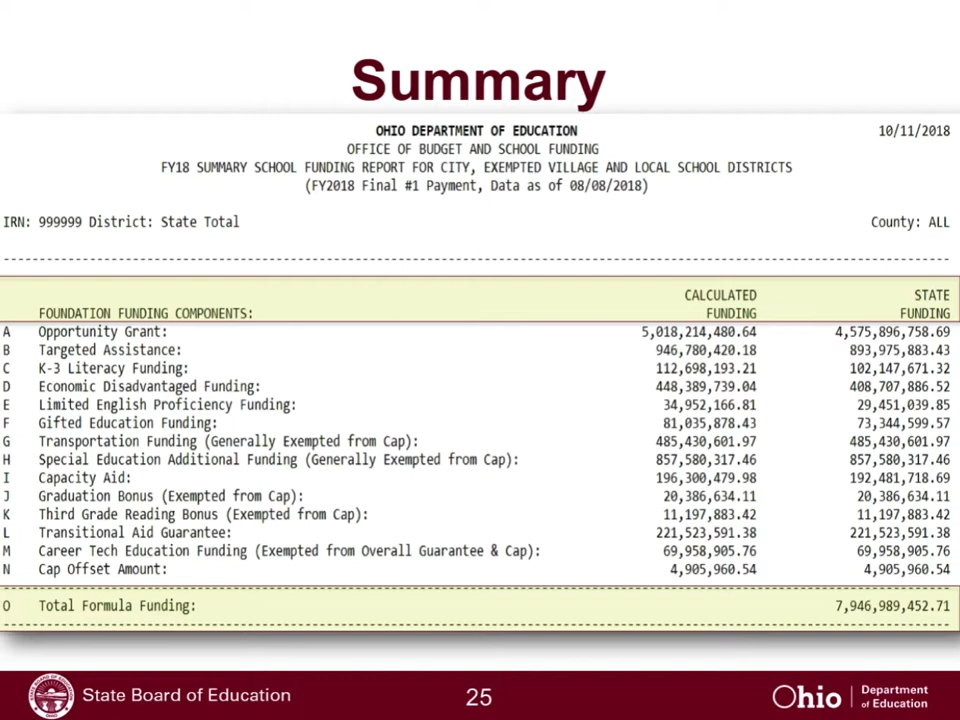 Summary
OHIO DEPARTMENT OF EDUCATION 10/11/2018
OFFICE OF BUDGET AND SCHOOL FUNDING
FY18 SUMMARY SCHOOL FUNDING REPORT FOR CITY, EXEMPTED VILLAGE AND LOCAL SCHOOL DISTRICTS
(FY2018 Final #1 Payment, Data as of 08/08/2018)
IRN: 999999 District: State Total County: ALL
CALCULATED STATE
FOUNDATION FUNDING COMPONENTS: FUNDING FUNDING
A Opportunity Grant: 5,018,214,480.64 4,575,896,758.69
B Targeted Assistance: 946,780,420.18 893,975,883.43
C K-3 Literacy Funding: 112,698,193.21 102,147,671.32
D Economic Disadvantaged Funding: 448,389,739.04 408,707,886.52
E Limited English Proficiency Funding: 34,952,166.81 29,451,039.85
F Gifted Education Funding: 81,035,878.43 73,344,599.57
G Transportation Funding (Generally Exempted from Cap): 485,430,601.97 485,430,601.97
H Special Education Additional Funding (Generally Exempted from Cap): 857,580,317.46 857,580,317.46
I Capacity Aid: 196,300,479.98 192,481,718.69
J Graduation Bonus (Exempted from Cap): 20,386,634.11 20,386,634.11
K Third Grade Reading Bonus (Exempted from Cap): 11,197,883.42 11,197,883.42
L Transitional Aid Guarantee: 221,523,591.38 221,523,591.38
M Career Tech Education Funding (Exempted from Overall Guarantee & Cap): 69,958,905.76 69,958,905.76
N Cap Offset Amount: 4,905,960.54 4,905,960.54
O Total Formula Funding: 7,946,989,452.71
State Board of Education 25 Ohio Department of Education